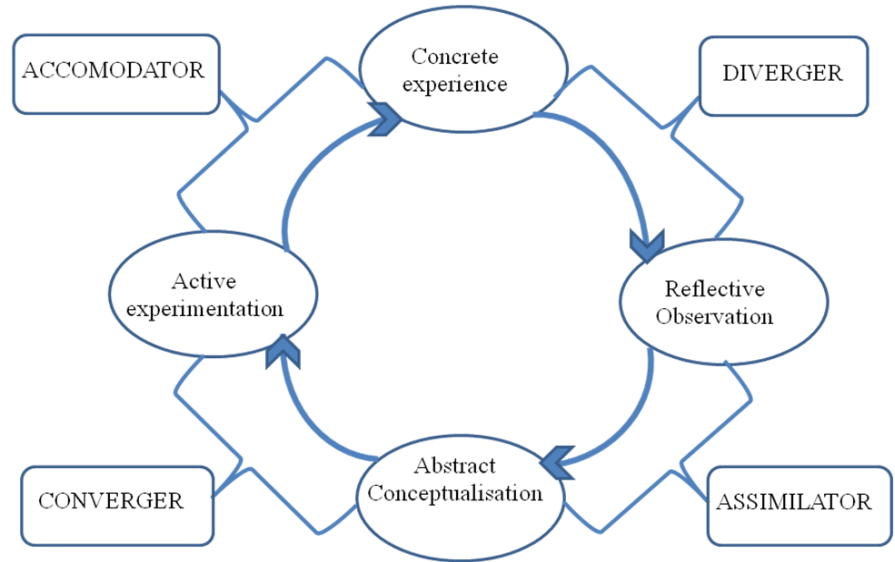 Concrete
experience
ACCOMODATOR
DIVERGER
Active
experimentation
Reflective
Observation
Abstract
Conceptualisation
CONVERGER
ASSIMILATOR